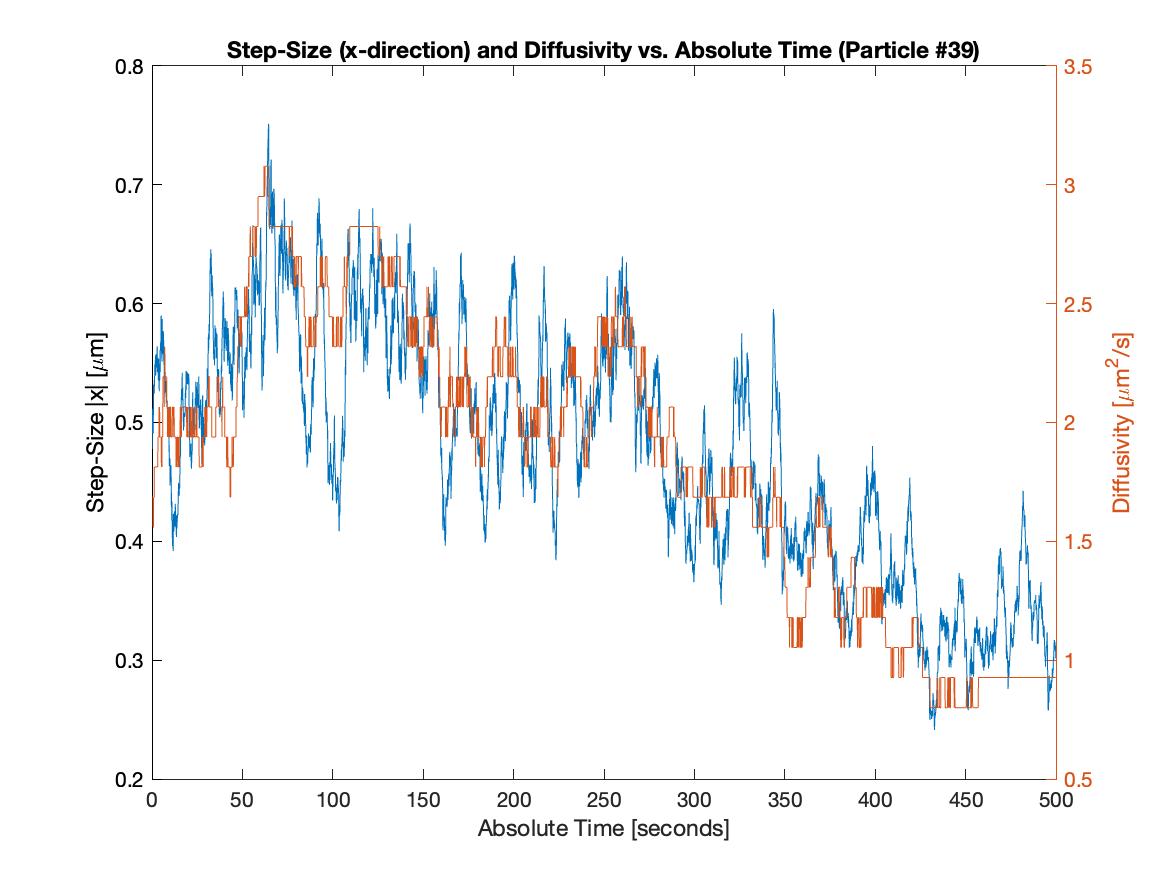 Step-Size (x-direction) and Diffusivity vs. Absolute Time (Particle #39)
0.8
0.7
0.6
0.5
0.4
0.3
0.2
Step-Size |x| [μm]
3.5
3
2.5
2
1.5
1
0.5
Diffusivity [μm²/s]
0 50 100 150 200 250 300 350 400 450 500
Absolute Time [seconds]